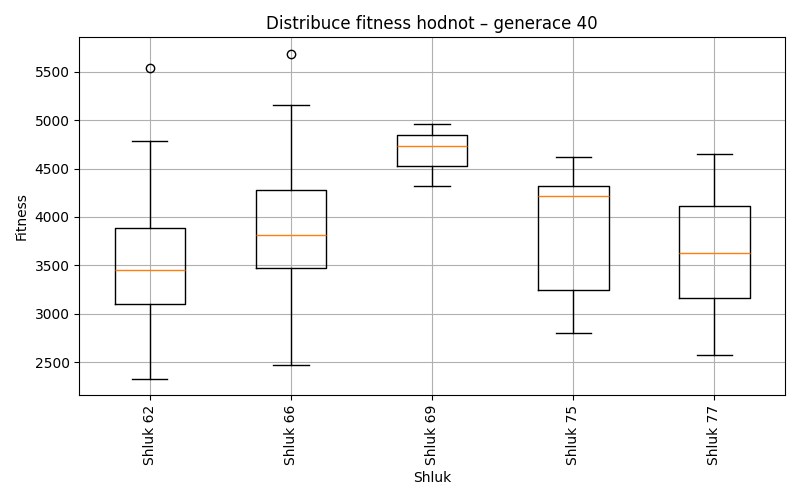 Distribuce fitness hodnot – generace 40
Fitness
5500
5000
4500
4000
3500
3000
2500
Shluk 62
Shluk 66
Shluk 69
Shluk 75
Shluk 77
Shluk